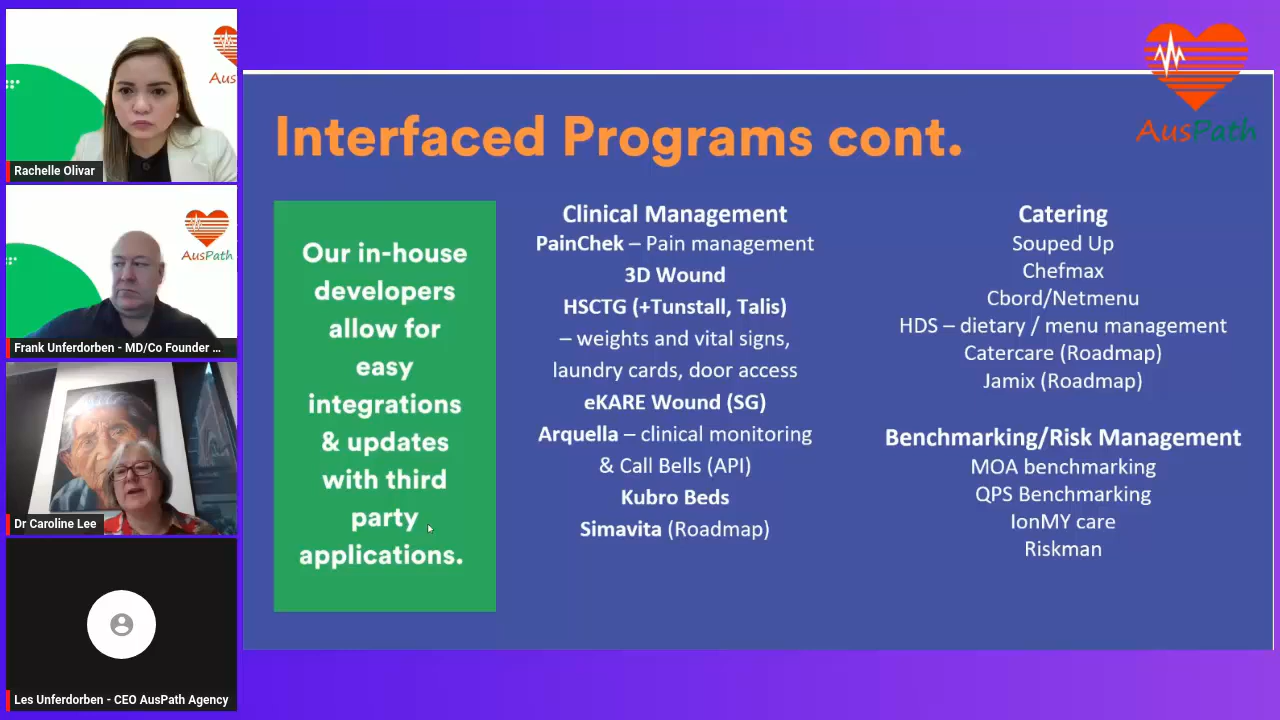 Aus
Rachelle Olivar
AusPath
Frank Unferdorben - MD/Co Founder ...
Dr Caroline Lee
Les Unferdorben - CEO AusPath Agency
AusPath
Interfaced Programs cont.
Our in-house
developers
allow for
easy
integrations
& updates
with third
party
applications.
Clinical Management
PainChek – Pain management
3D Wound
HSCTG (+Tunstall, Talis)
– weights and vital signs,
laundry cards, door access
eKARE Wound (SG)
Arquella – clinical monitoring
& Call Bells (API)
Kubro Beds
Simavita (Roadmap)
Catering
Souped Up
Chefmax
Cbord/Netmenu
HDS – dietary / menu management
Catercare (Roadmap)
Jamix (Roadmap)
Benchmarking/Risk Management
MOA benchmarking
QPS Benchmarking
IonMY care
Riskman